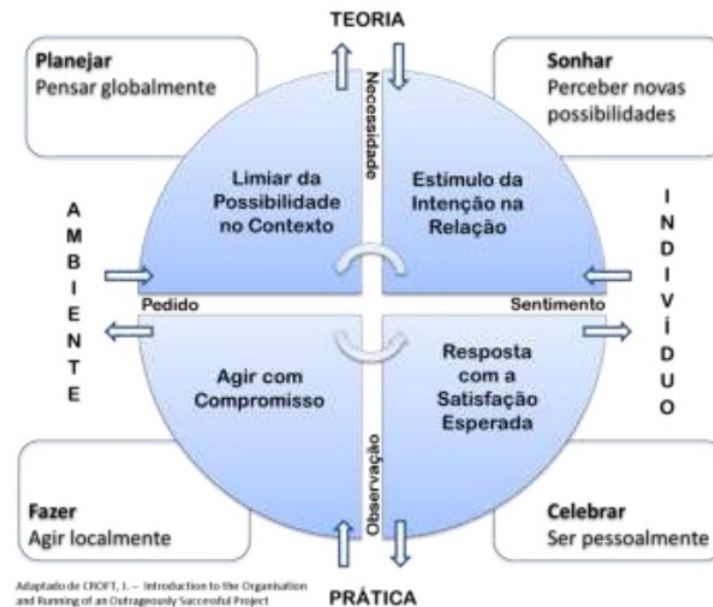 TEORIA
Planejar
Pensar globalmente
Sonhar
Perceber novas
possibilidades
Necessidade
Limiar da
Possibilidade
no Contexto
Estímulo da
Intenção na
Relação
AMBIENTE
INDIVÍDUO
Pedido
Sentimento
Agir com
Compromisso
Resposta
com a
Satisfação
Esperada
Observação
Fazer
Agir localmente
Celebrar
Ser pessoalmente
Adaptado de CROFT, J. – Introduction to the Organisation
and Running of an Outrageously Successful Project
PRÁTICA